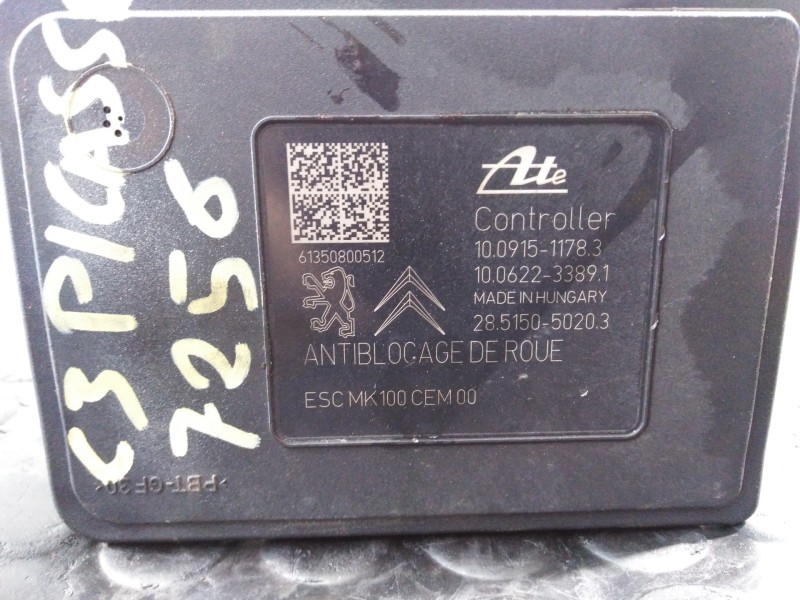 C3 PICASSO
7256
Ate
61350800512
Controller
10.0915-1178.3
10.0622-3389.1
MADE IN HUNGARY
28.5150-5020.3
ANTIBLOCAGE DE ROUE
ESC MK100 CEM 00
>PBT-GF30<